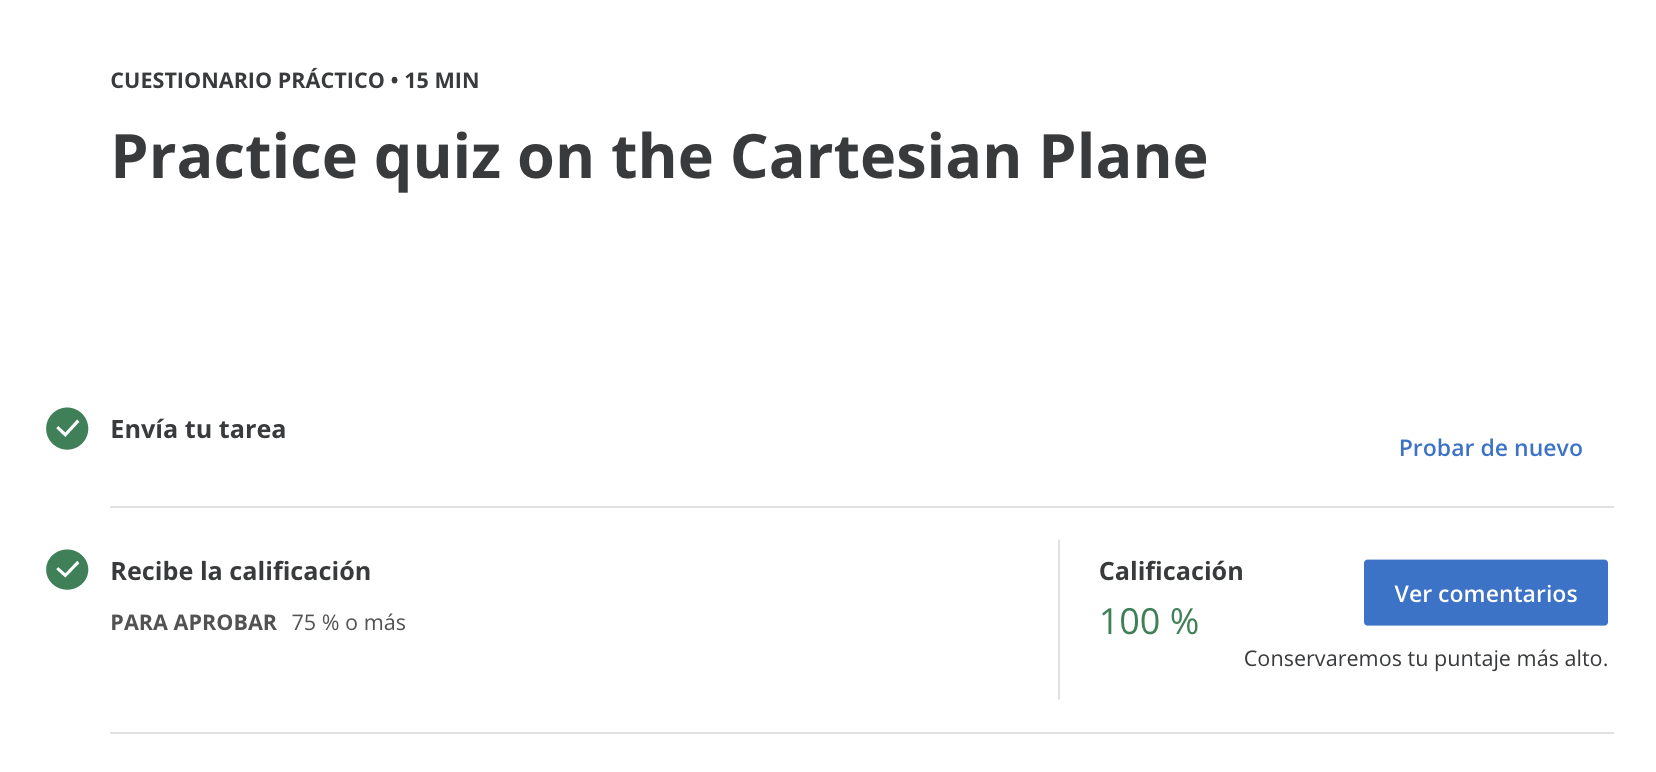 CUESTIONARIO PRÁCTICO • 15 MIN
Practice quiz on the Cartesian Plane
Envía tu tarea
Probar de nuevo
Recibe la calificación
PARA APROBAR 75 % o más
Calificación
100 %
Ver comentarios
Conservaremos tu puntaje más alto.